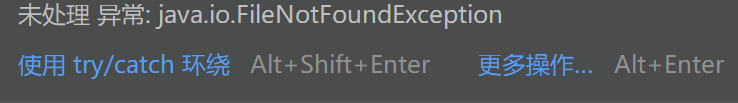 未处理 异常: java.io.FileNotFoundException
使用 try/catch 环绕 Alt+Shift+Enter 更多操作... Alt+Enter